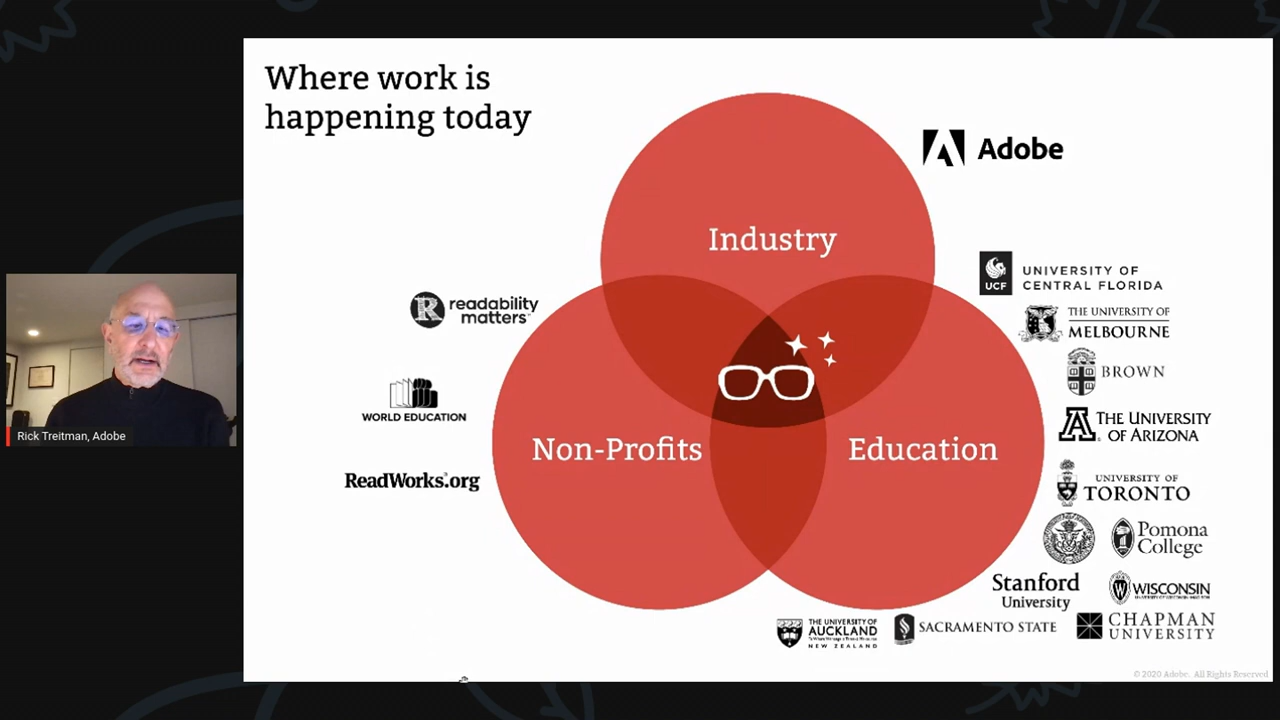 Where work is
happening today
Adobe
Industry
UCF
UNIVERSITY OF
CENTRAL FLORIDA
readability
matters
THE UNIVERSITY OF
MELBOURNE
BROWN
WORLD EDUCATION
THE UNIVERSITY
OF ARIZONA
Non-Profits
Education
Rick Treitman, Adobe
ReadWorks.org
UNIVERSITY OF
TORONTO
Pomona
College
Stanford
University
WISCONSIN
THE UNIVERSITY OF
AUCKLAND
NEW ZEALAND
SACRAMENTO STATE
CHAPMAN
UNIVERSITY
© 2020 Adobe. All Rights Reserved